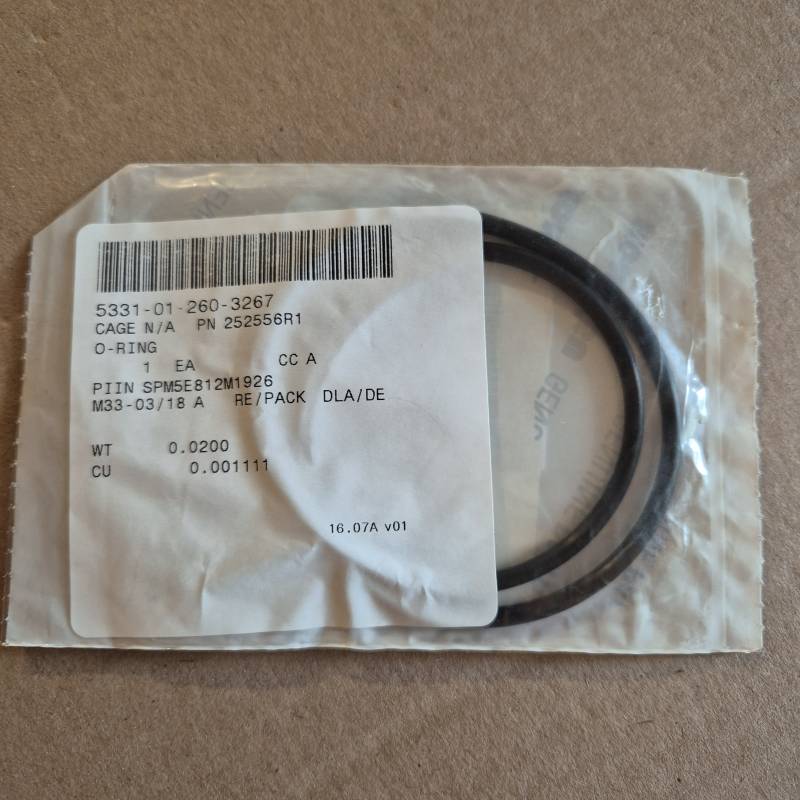 5331-01-260-3267
CAGE N/A PN 252556R1
O-RING
1 EA CC A
PIIN SPM5E812M1926
M33-03/18 A RE/PACK DLA/DE
WT 0.0200
CU 0.001111
16.07A v01